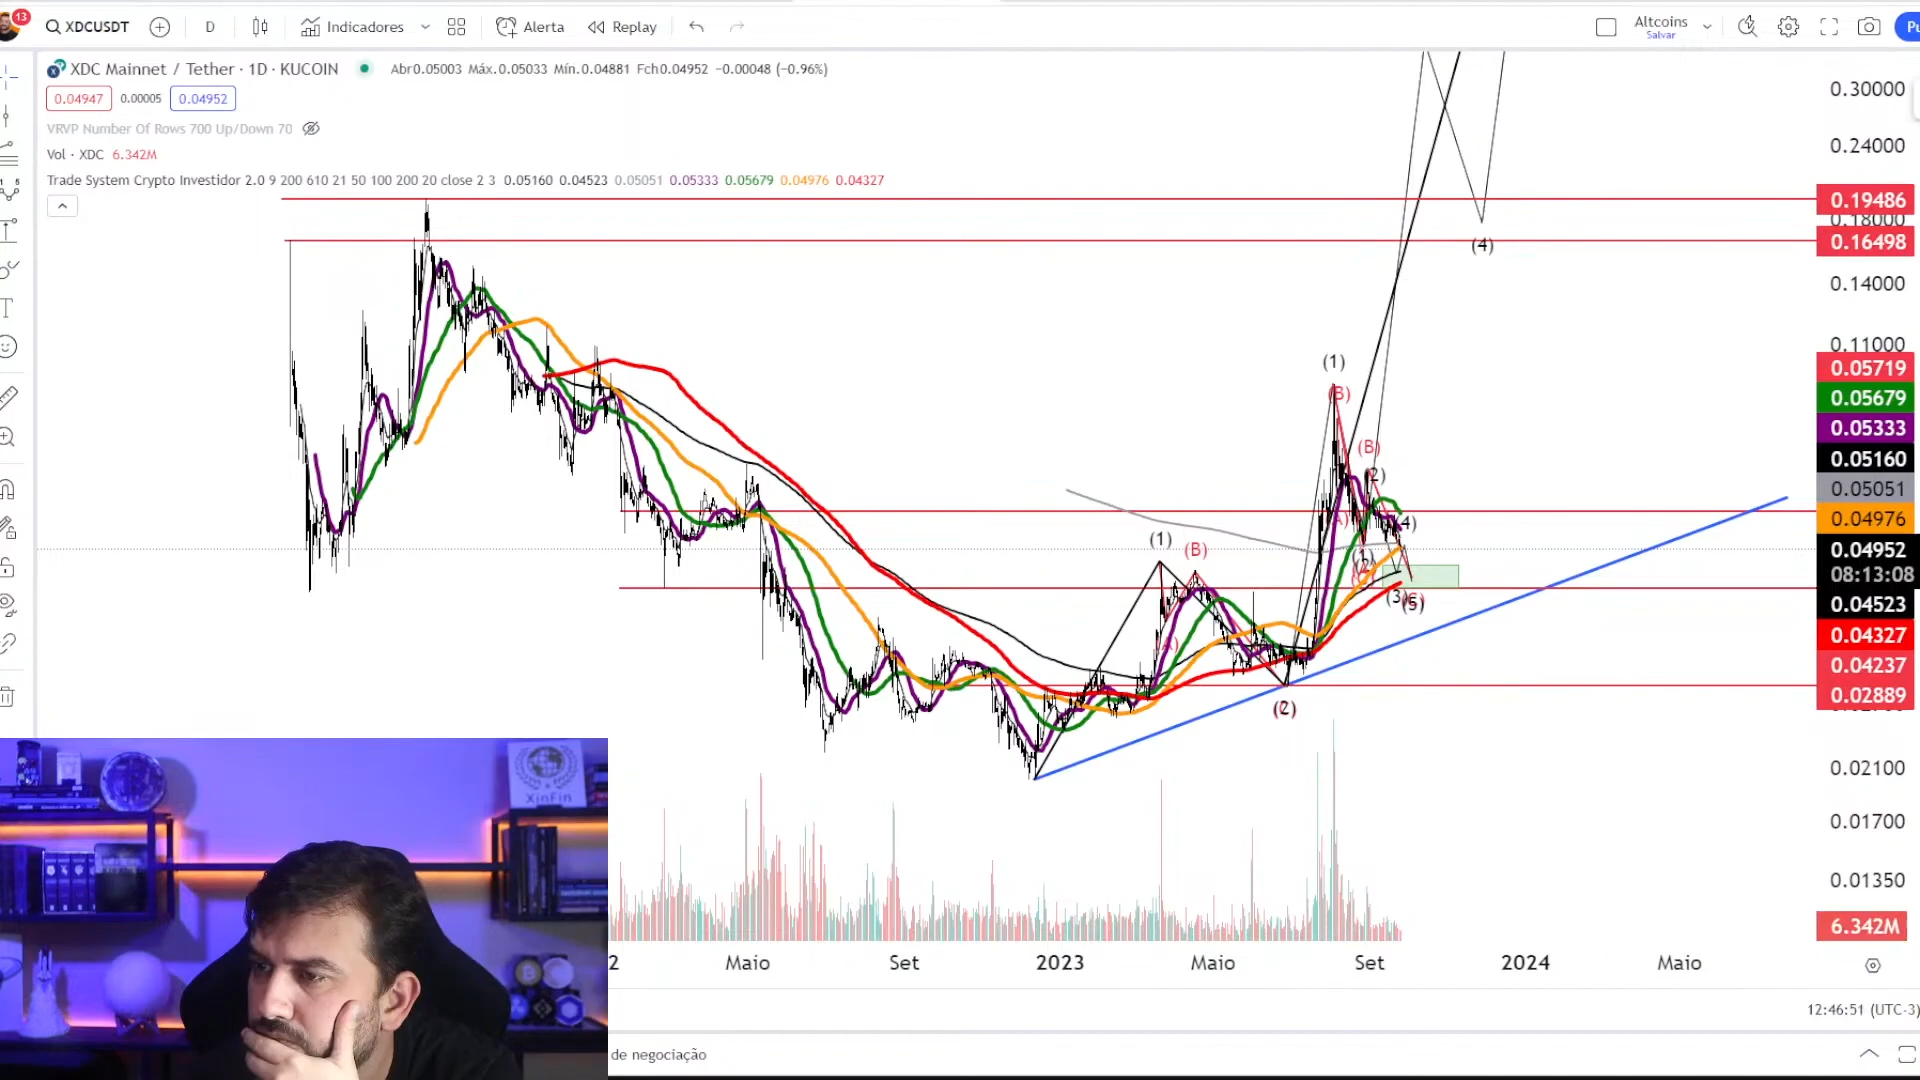 13
XDCUSDT
D
Indicadores
Alerta
Replay
Altcoins
Salvar
Pu
XDC Mainnet / Tether · 1D · KUCOIN
Abr0.05003 Máx.0.05033 Mín.0.04881 Fch0.04952 −0.00048 (−0.96%)
0.04947 0.00005 0.04952
VRVP Number Of Rows 700 Up/Down 70
Vol · XDC 6.342M
Trade System Crypto Investidor 2.0 9 200 610 21 50 100 200 20 close 2 3 0.05160 0.04523 0.05051 0.05333 0.05679 0.04976 0.04327
0.30000
0.24000
0.19486
0.18000
0.16498
0.14000
0.11000
0.05719
0.05679
0.05333
0.05160
0.05051
0.04976
0.04952
08:13:08
0.04523
0.04327
0.04237
0.02889
0.02100
0.01700
0.01350
6.342M
(4)
(1)
(B)
(B)
(2)
(1)
(B)
(2)
(5)
XinFin
2 Maio Set 2023 Maio Set 2024 Maio
12:46:51 (UTC-3)
de negociação